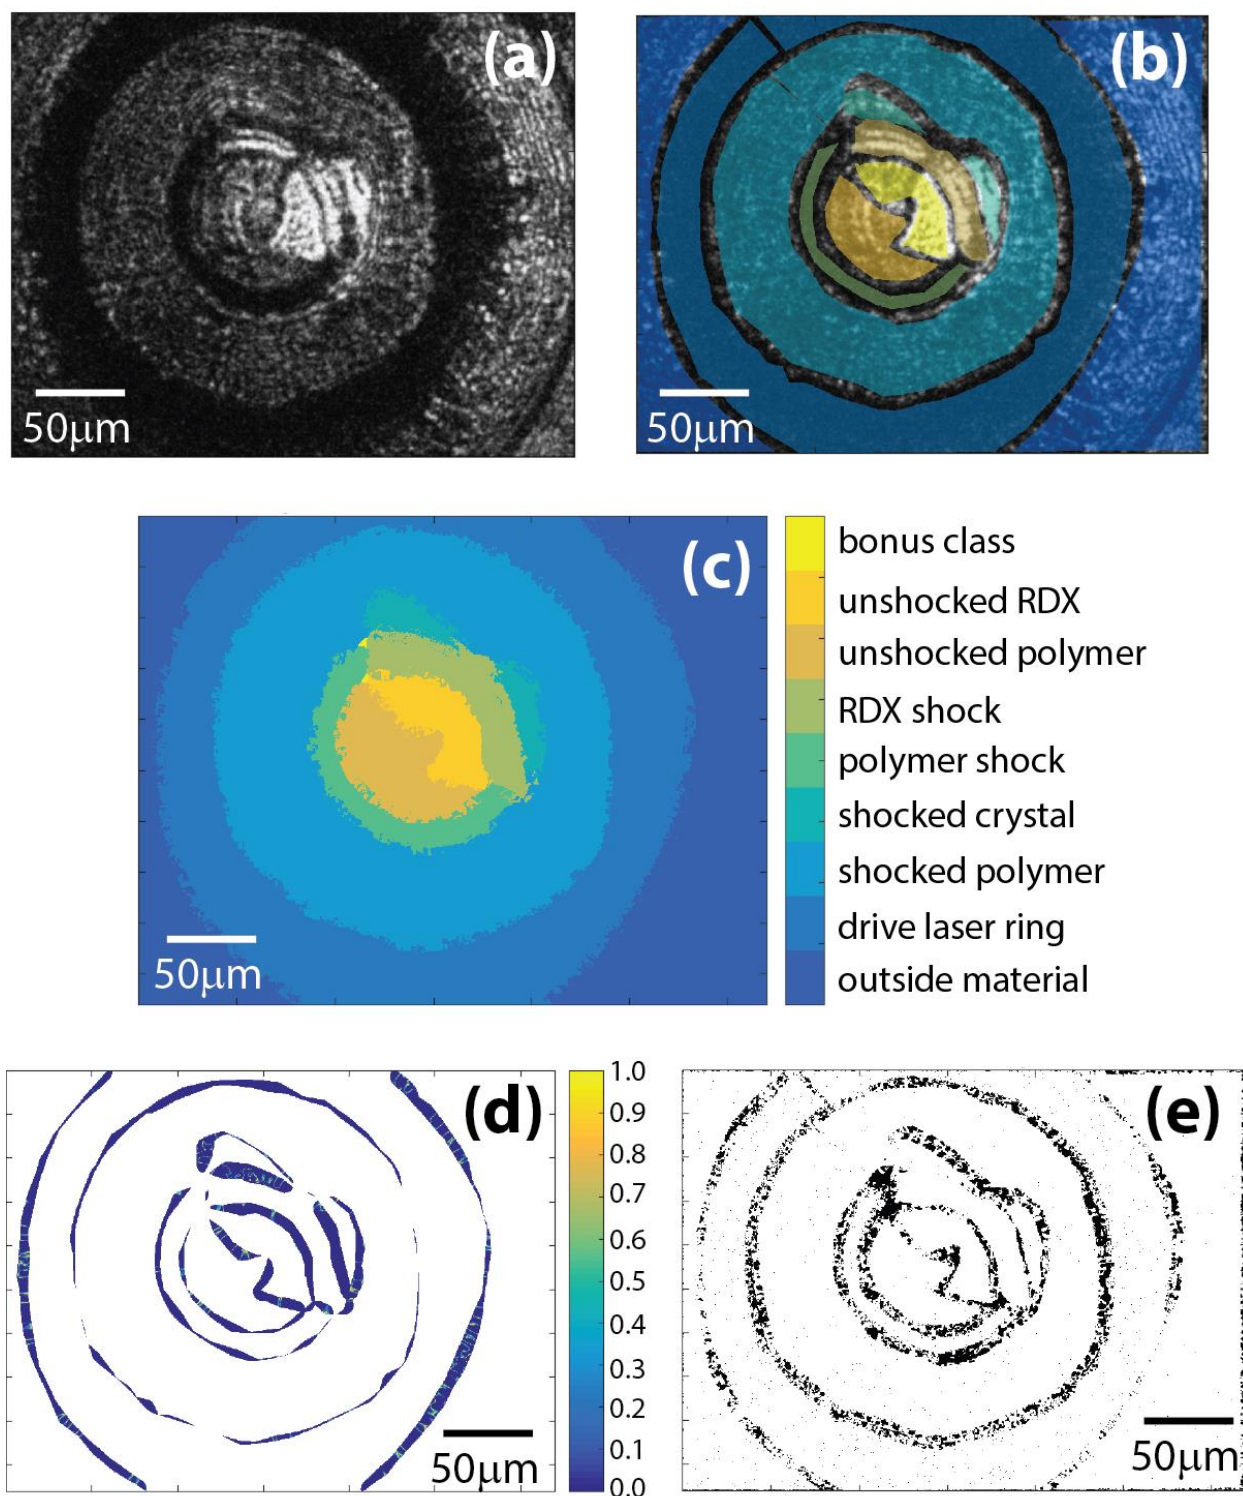 (a)
50μm
(b)
50μm
(c)
50μm
bonus class
unshocked RDX
unshocked polymer
RDX shock
polymer shock
shocked crystal
shocked polymer
drive laser ring
outside material
(d)
50μm
1.0
0.9
0.8
0.7
0.6
0.5
0.4
0.3
0.2
0.1
0.0
(e)
50μm